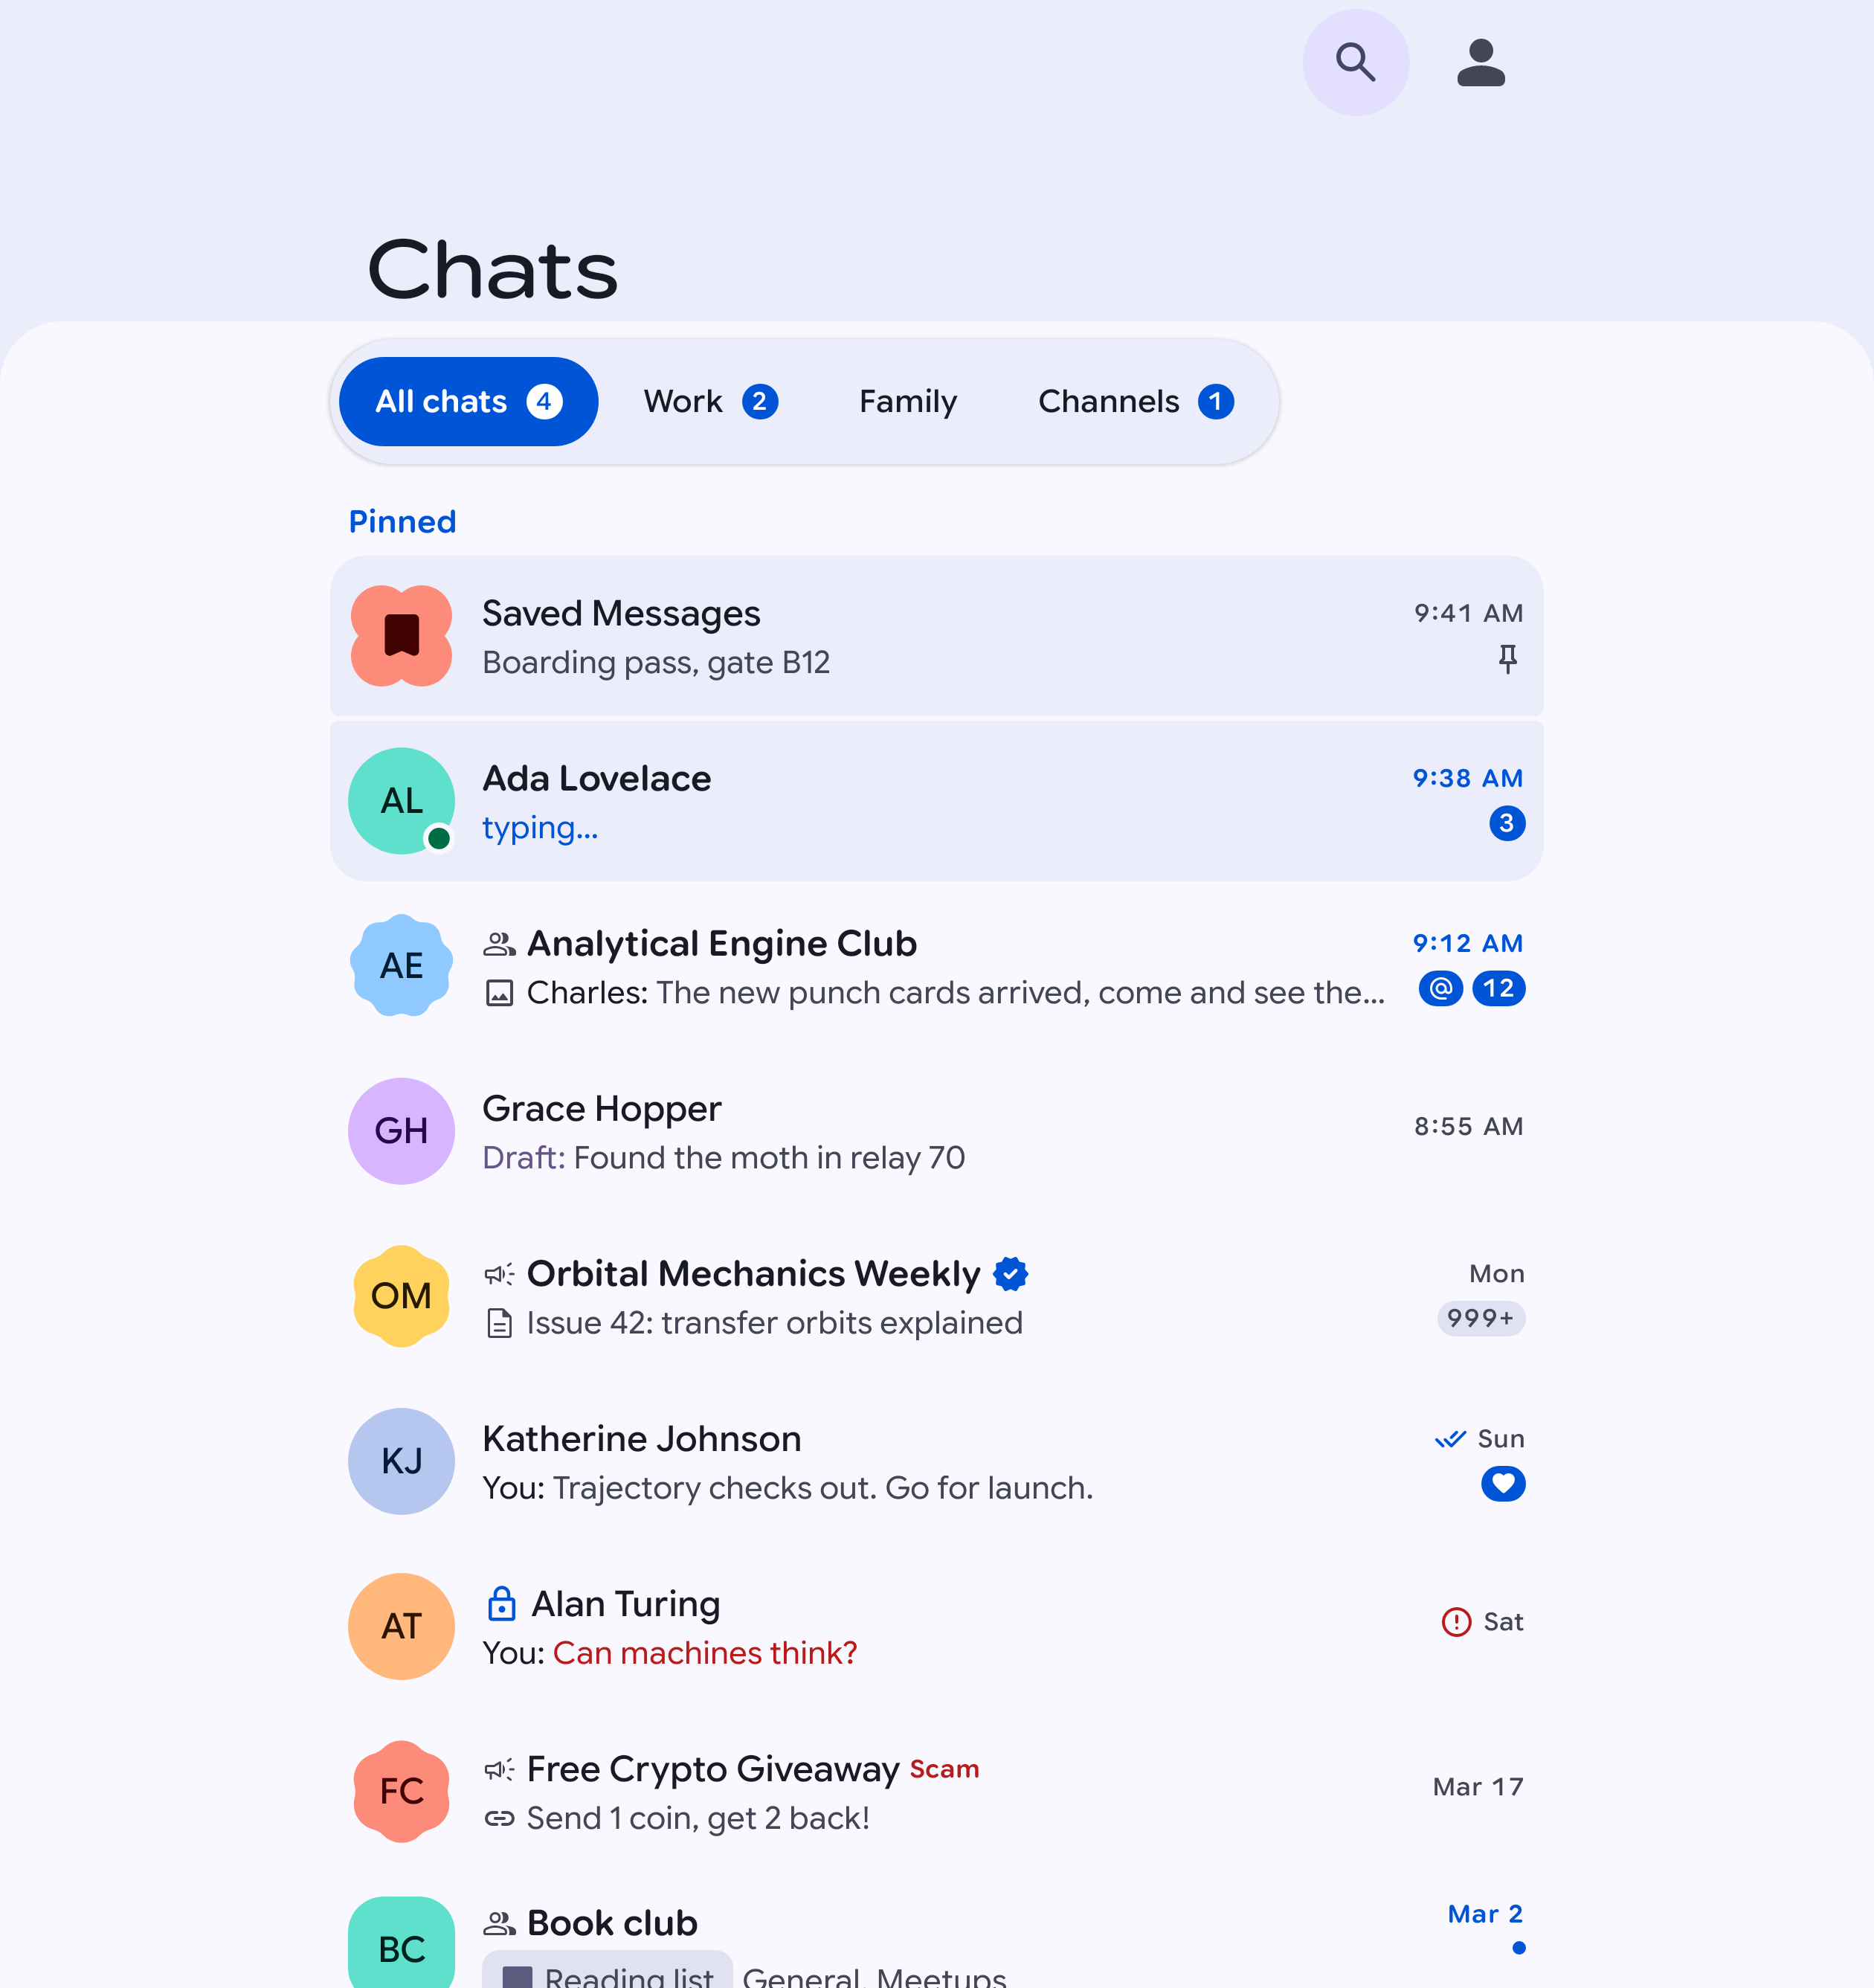 Chats
All chats 4 Work 2 Family Channels 1
Pinned
Saved Messages 9:41 AM
Boarding pass, gate B12
AL
Ada Lovelace 9:38 AM
typing... 3
AE
Analytical Engine Club 9:12 AM
Charles: The new punch cards arrived, come and see the... @ 12
GH
Grace Hopper 8:55 AM
Draft: Found the moth in relay 70
OM
Orbital Mechanics Weekly Mon
Issue 42: transfer orbits explained 999+
KJ
Katherine Johnson Sun
You: Trajectory checks out. Go for launch.
AT
Alan Turing Sat
You: Can machines think?
FC
Free Crypto Giveaway Scam Mar 17
Send 1 coin, get 2 back!
BC
Book club Mar 2
Reading list General, Meetups